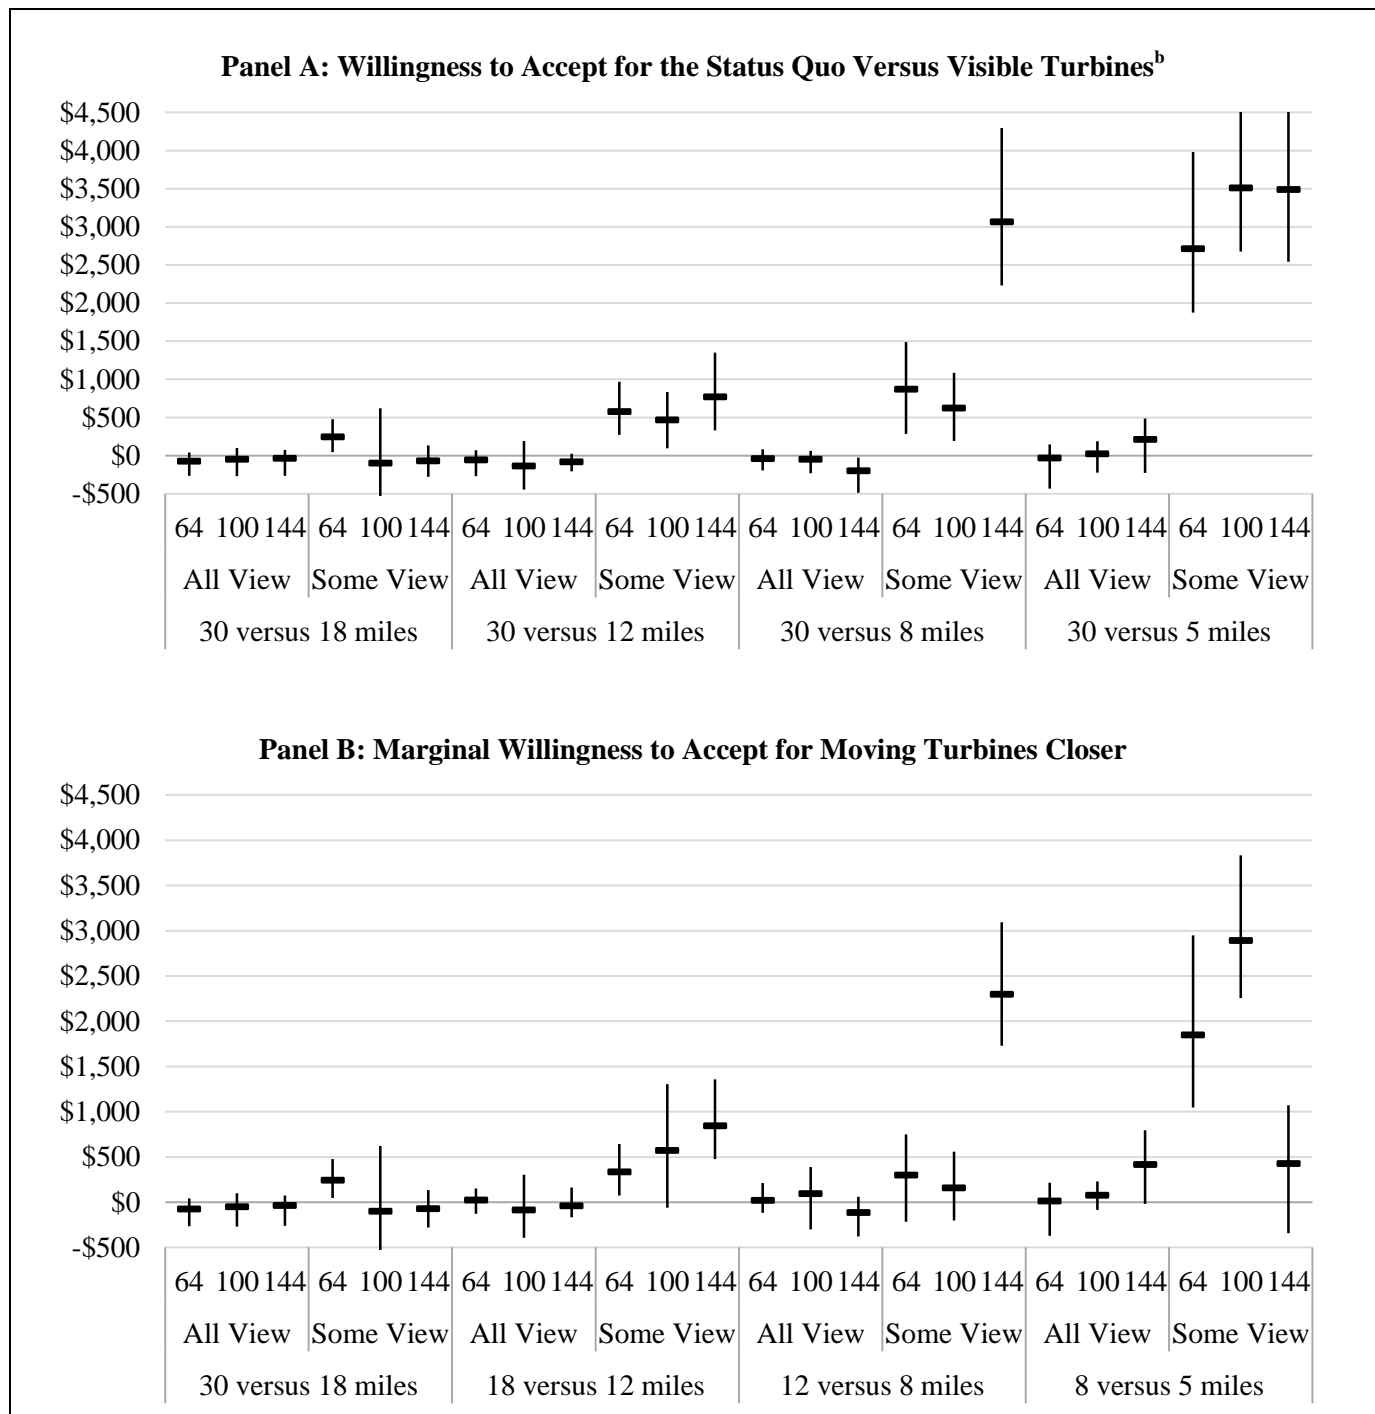 Panel A: Willingness to Accept for the Status Quo Versus Visible Turbinesᵇ
$4,500
$4,000
$3,500
$3,000
$2,500
$2,000
$1,500
$1,000
$500
$0
-$500
64 100 144 64 100 144 64 100 144 64 100 144 64 100 144 64 100 144 64 100 144 64 100 144
All View Some View All View Some View All View Some View All View Some View
30 versus 18 miles 30 versus 12 miles 30 versus 8 miles 30 versus 5 miles
Panel B: Marginal Willingness to Accept for Moving Turbines Closer
$4,500
$4,000
$3,500
$3,000
$2,500
$2,000
$1,500
$1,000
$500
$0
-$500
64 100 144 64 100 144 64 100 144 64 100 144 64 100 144 64 100 144 64 100 144 64 100 144
All View Some View All View Some View All View Some View All View Some View
30 versus 18 miles 18 versus 12 miles 12 versus 8 miles 8 versus 5 miles